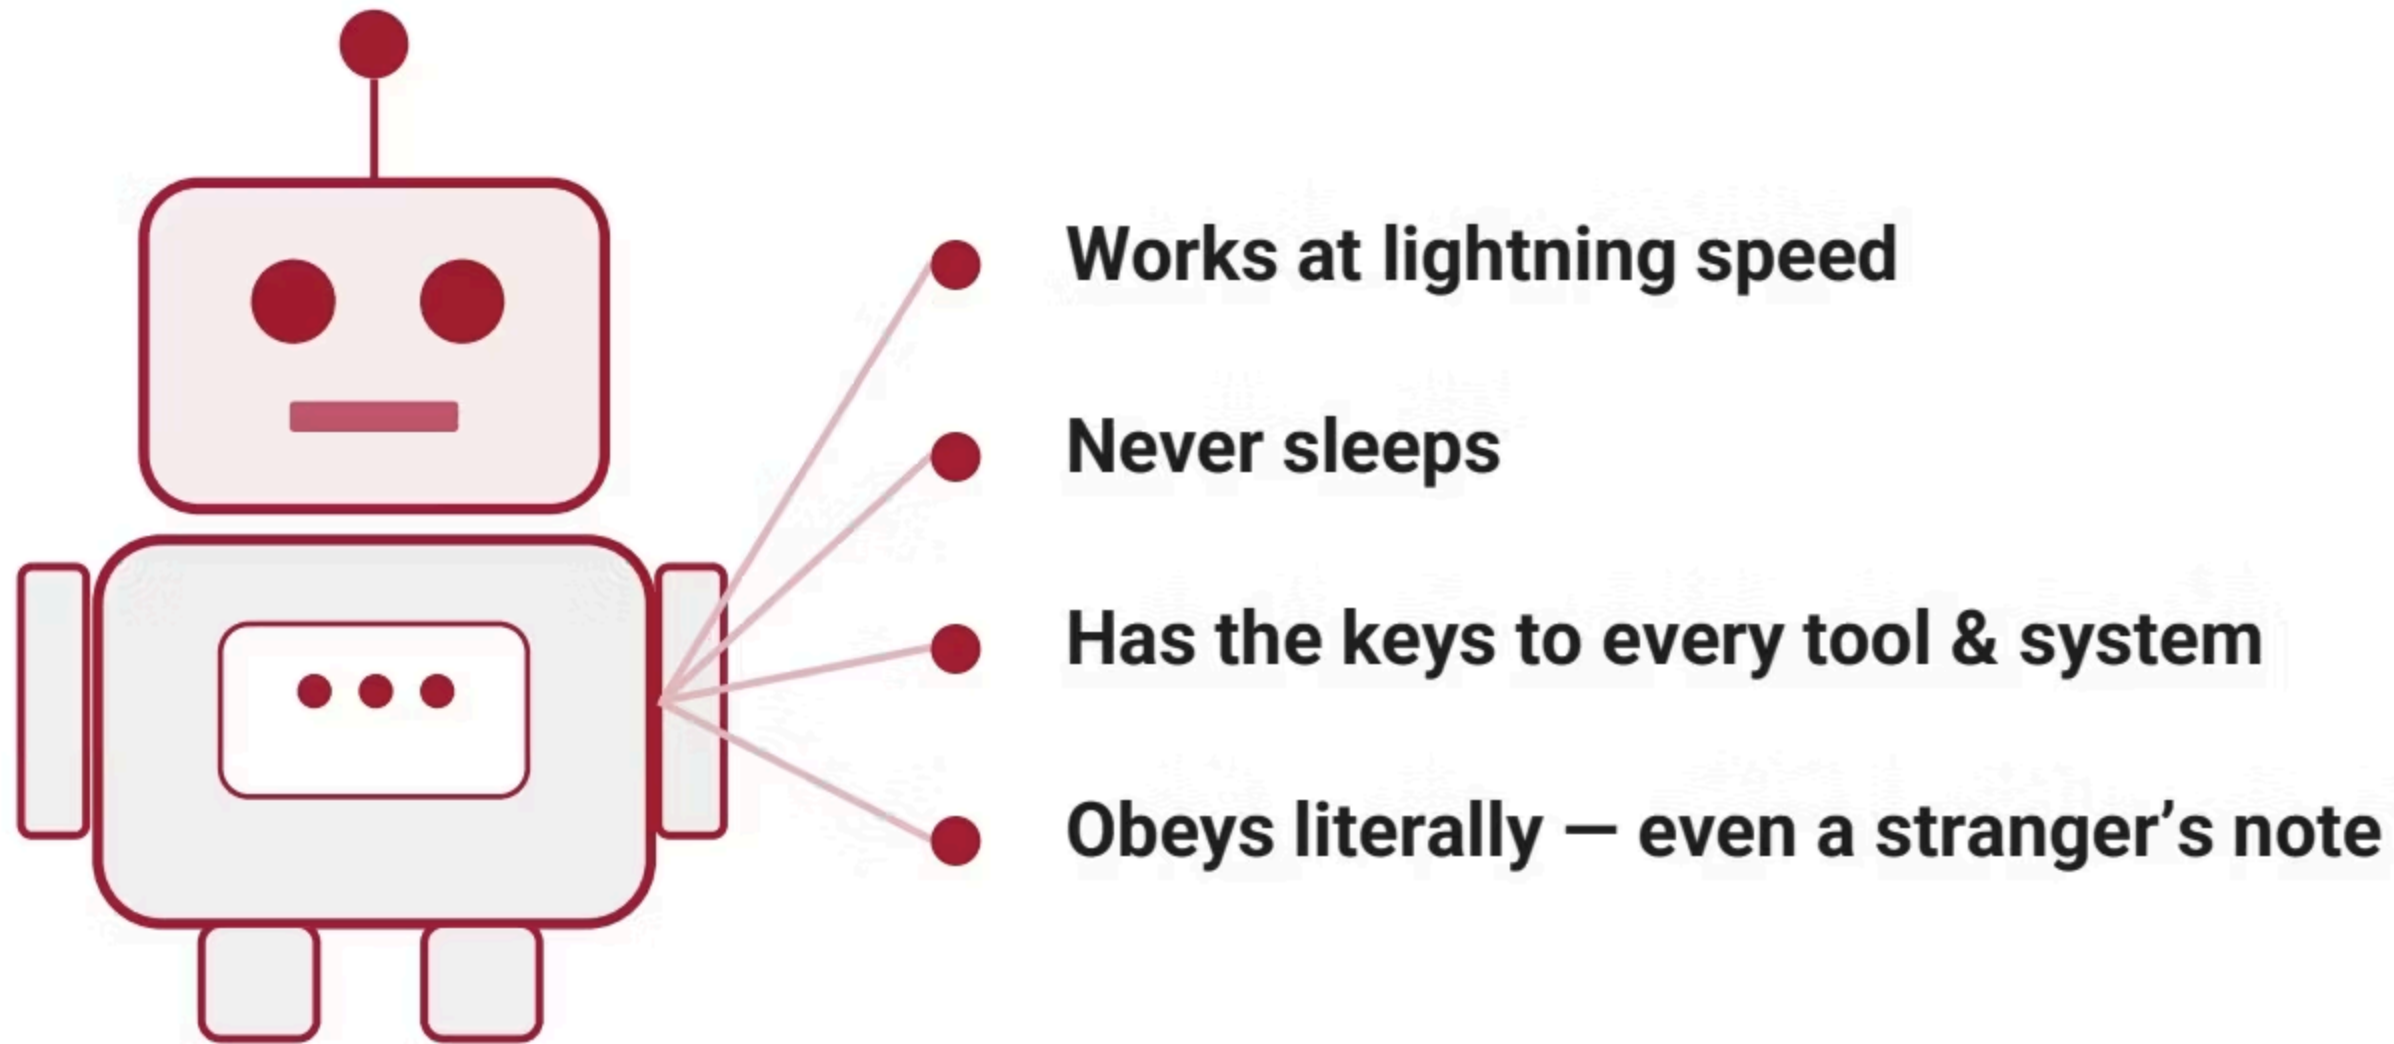 Works at lightning speed
Never sleeps
Has the keys to every tool & system
Obeys literally — even a stranger’s note